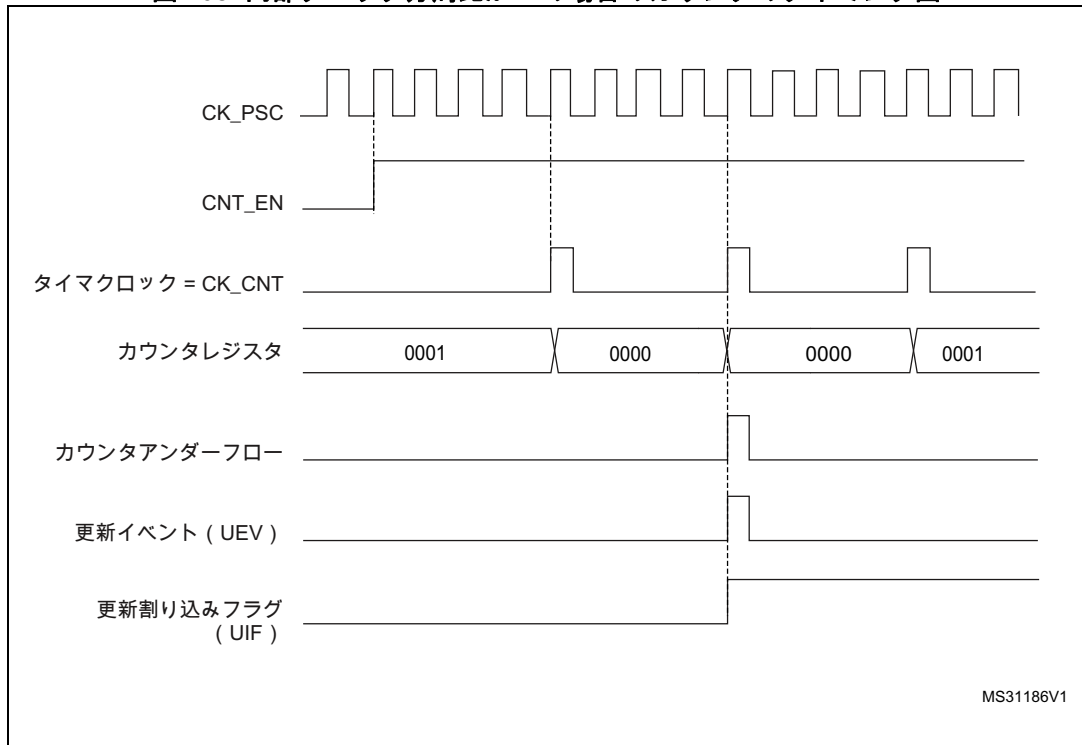 CK_PSC
CNT_EN
タイマクロック = CK_CNT
カウンタレジスタ 0001 0000 0000 0001
カウンタアンダーフロー
更新イベント ( UEV )
更新割り込みフラグ
( UIF )
MS31186V1